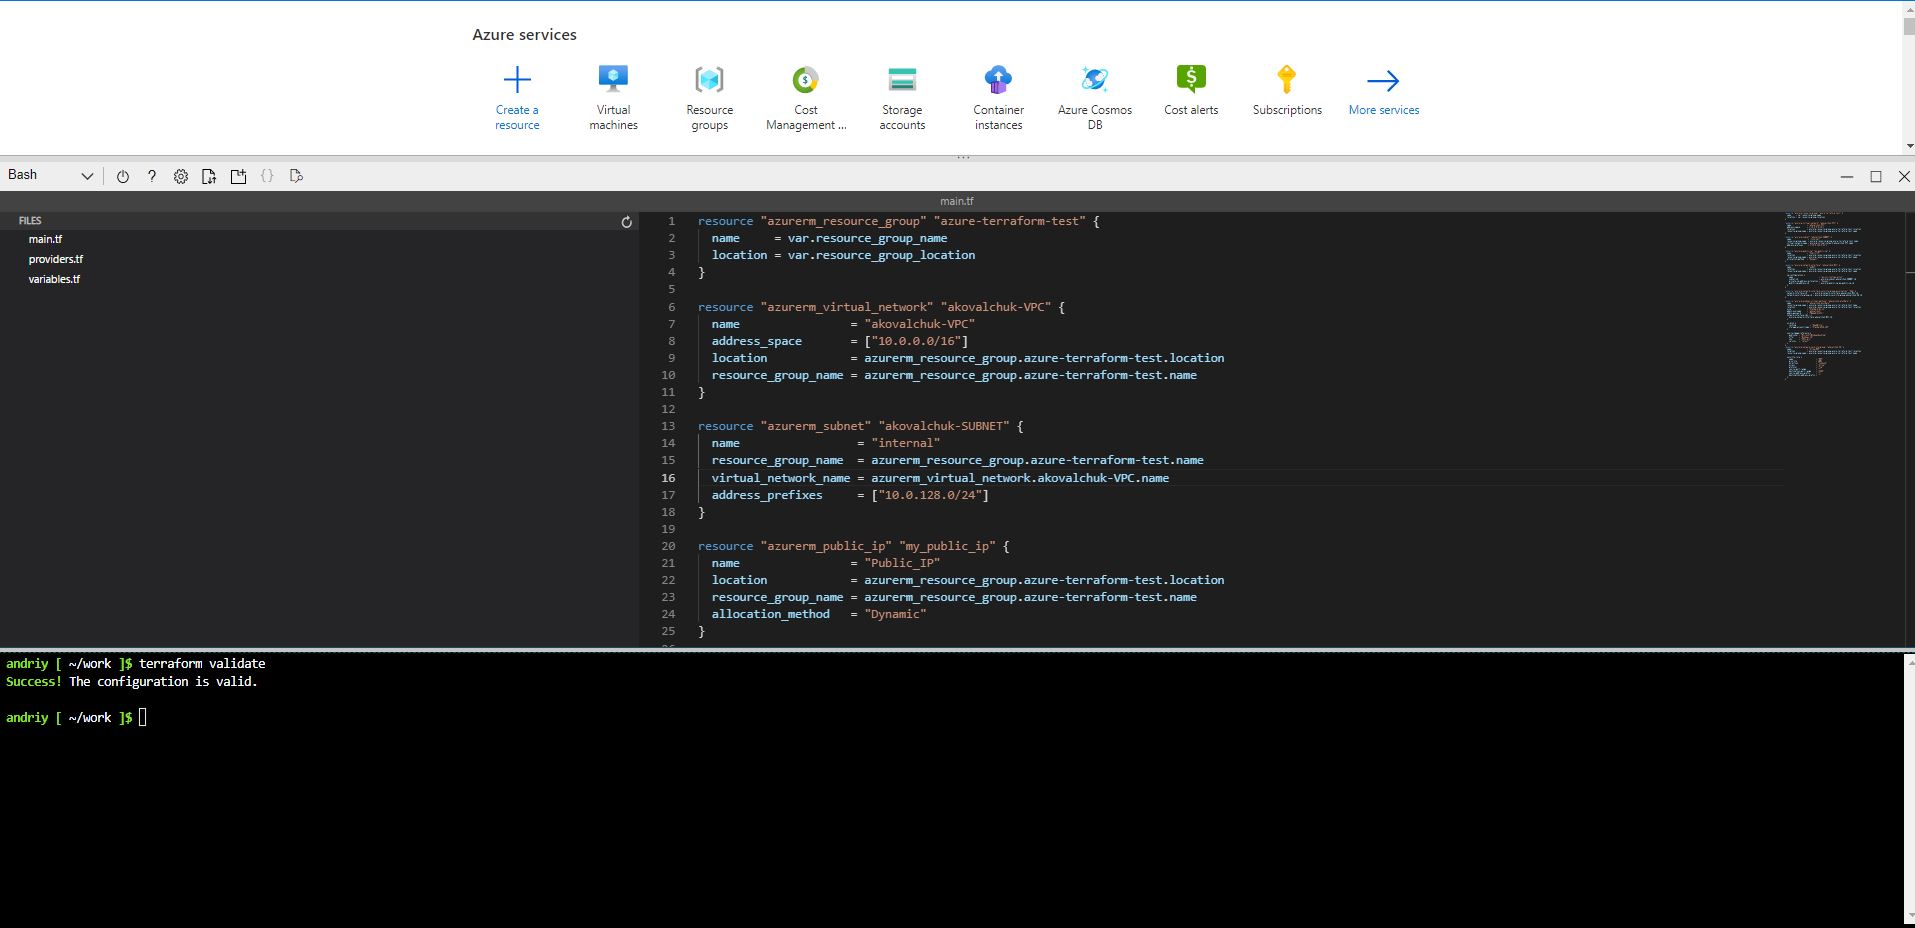 Azure services
Create a resource
Virtual machines
Resource groups
Cost Management ...
Storage accounts
Container instances
Azure Cosmos DB
Cost alerts
Subscriptions
More services
Bash
main.tf
FILES
main.tf
providers.tf
variables.tf
1 resource "azurerm_resource_group" "azure-terraform-test" {
2 name     = var.resource_group_name
3 location = var.resource_group_location
4 }
5
6 resource "azurerm_virtual_network" "akovalchuk-VPC" {
7 name                = "akovalchuk-VPC"
8 address_space       = ["10.0.0.0/16"]
9 location            = azurerm_resource_group.azure-terraform-test.location
10 resource_group_name = azurerm_resource_group.azure-terraform-test.name
11 }
12
13 resource "azurerm_subnet" "akovalchuk-SUBNET" {
14 name                 = "internal"
15 resource_group_name  = azurerm_resource_group.azure-terraform-test.name
16 virtual_network_name = azurerm_virtual_network.akovalchuk-VPC.name
17 address_prefixes     = ["10.0.128.0/24"]
18 }
19
20 resource "azurerm_public_ip" "my_public_ip" {
21 name                = "Public_IP"
22 location            = azurerm_resource_group.azure-terraform-test.location
23 resource_group_name = azurerm_resource_group.azure-terraform-test.name
24 allocation_method   = "Dynamic"
25 }
andriy [ ~/work ]$ terraform validate
Success! The configuration is valid.
andriy [ ~/work ]$